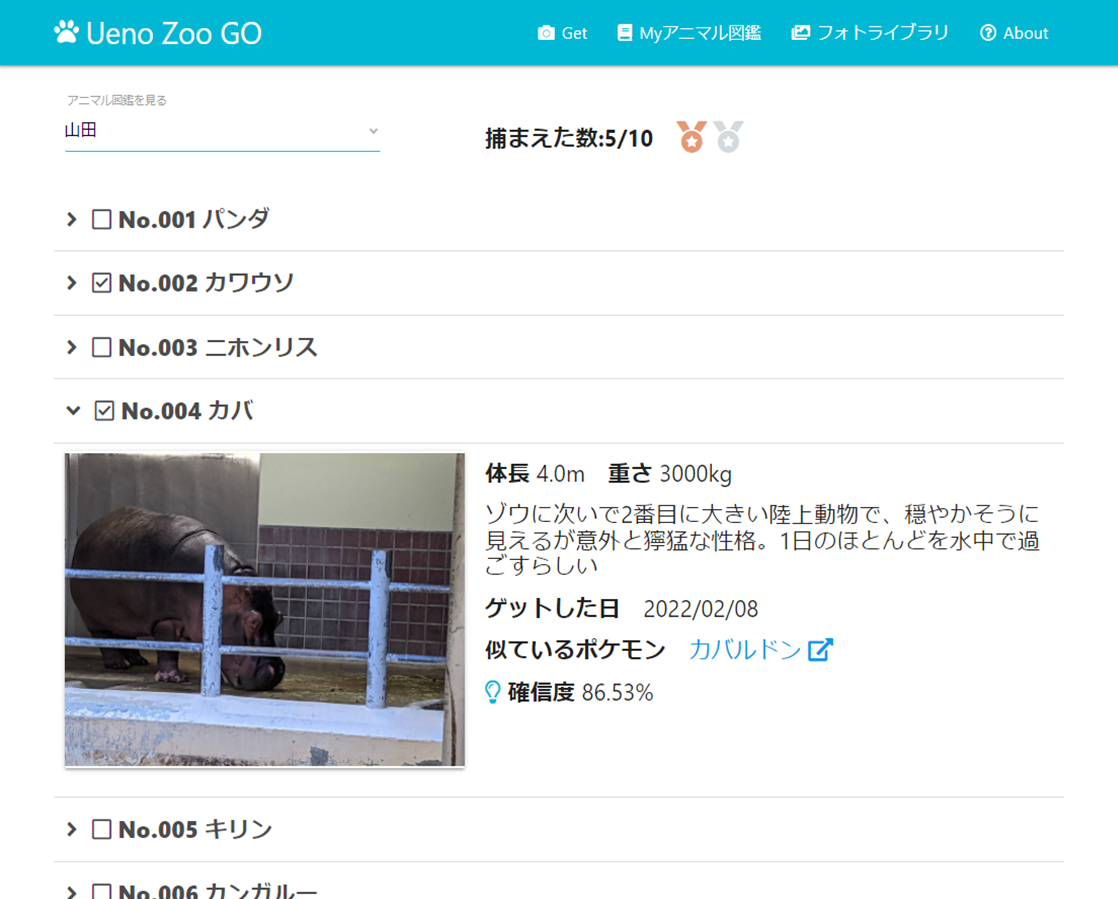 Ueno Zoo GO
Get
Myアニマル図鑑
フォトライブラリ
About
アニマル図鑑を見る
山田
捕まえた数:5/10
No.001 パンダ
No.002 カワウソ
No.003 ニホンリス
No.004 カバ
体長 4.0m 重さ 3000kg
ゾウに次いで2番目に大きい陸上動物で、穏やかそうに
見えるが意外と獰猛な性格。1日のほとんどを水中で過
ごすらしい
ゲットした日 2022/02/08
似ているポケモン カバルドン
確信度 86.53%
No.005 キリン
No.006 カンガルー